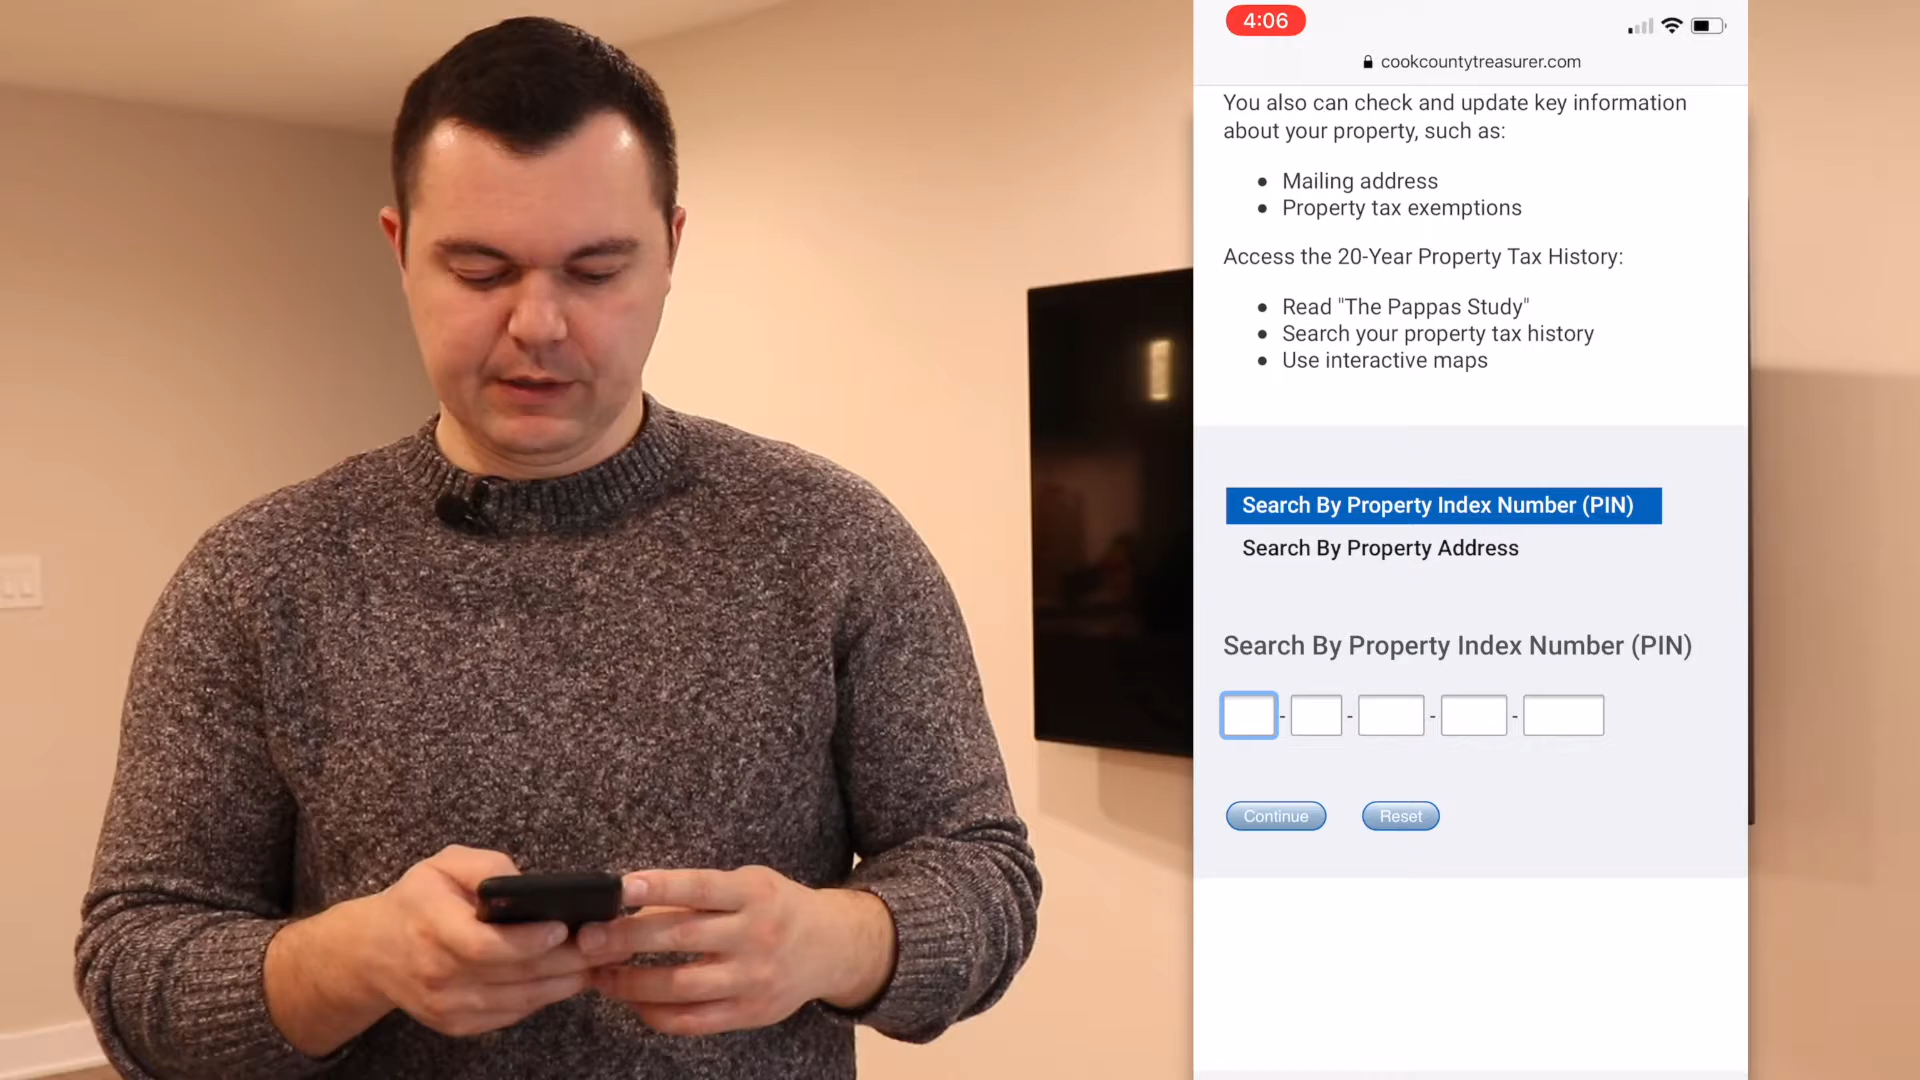 4:06
cookcountytreasurer.com
You also can check and update key information
about your property, such as:
Mailing address
Property tax exemptions
Access the 20-Year Property Tax History:
Read "The Pappas Study"
Search your property tax history
Use interactive maps
Search By Property Index Number (PIN)
Search By Property Address
Search By Property Index Number (PIN)
- - - -
Continue Reset